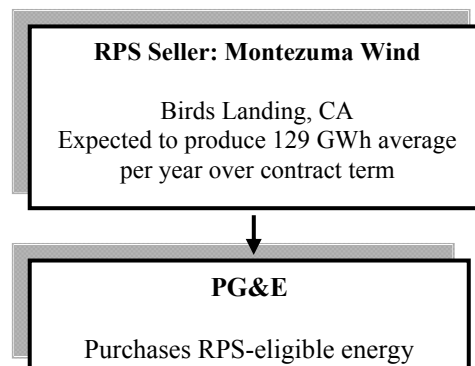 RPS Seller: Montezuma Wind
Birds Landing, CA
Expected to produce 129 GWh average
per year over contract term
PG&E
Purchases RPS-eligible energy